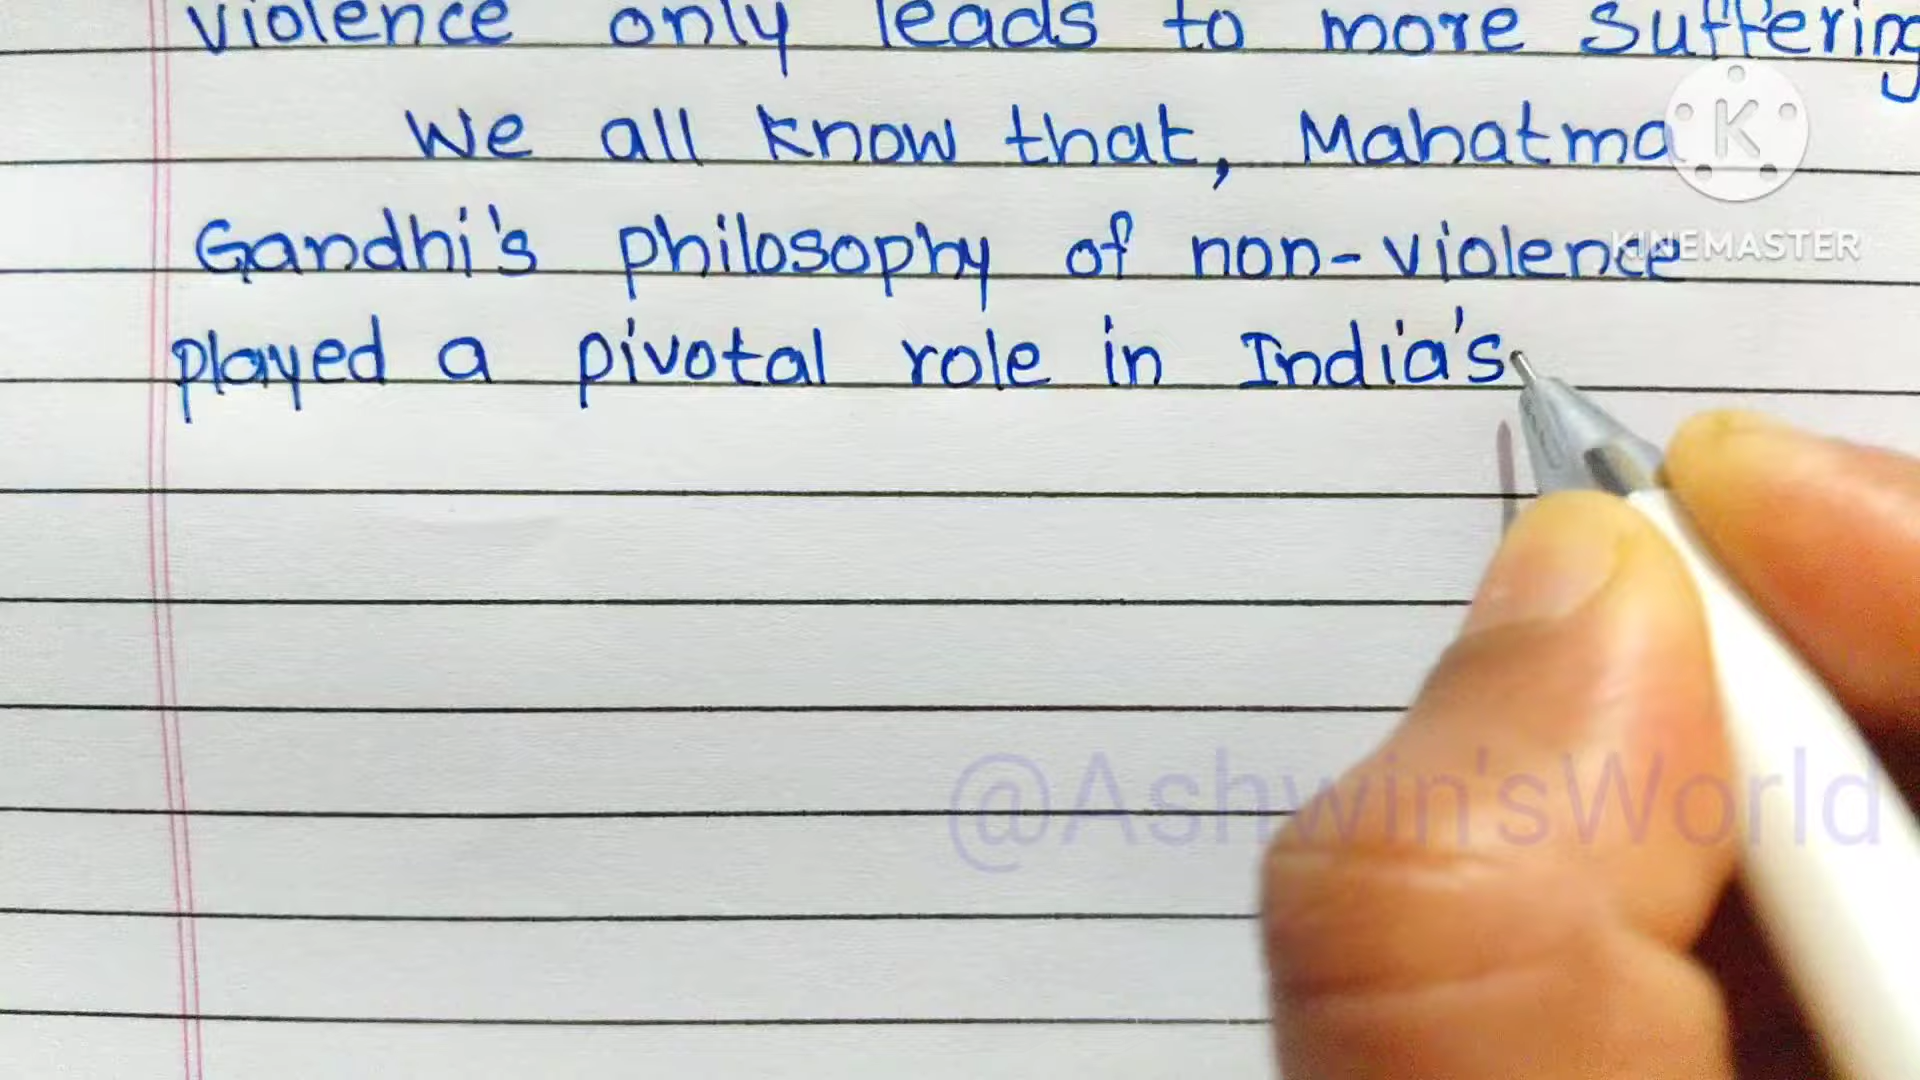 violence only leads to more suffering
We all know that, Mahatma
Gandhi's philosophy of non-violence
played a pivotal role in India's
K
KINEMASTER
@Ashwin'sWorld